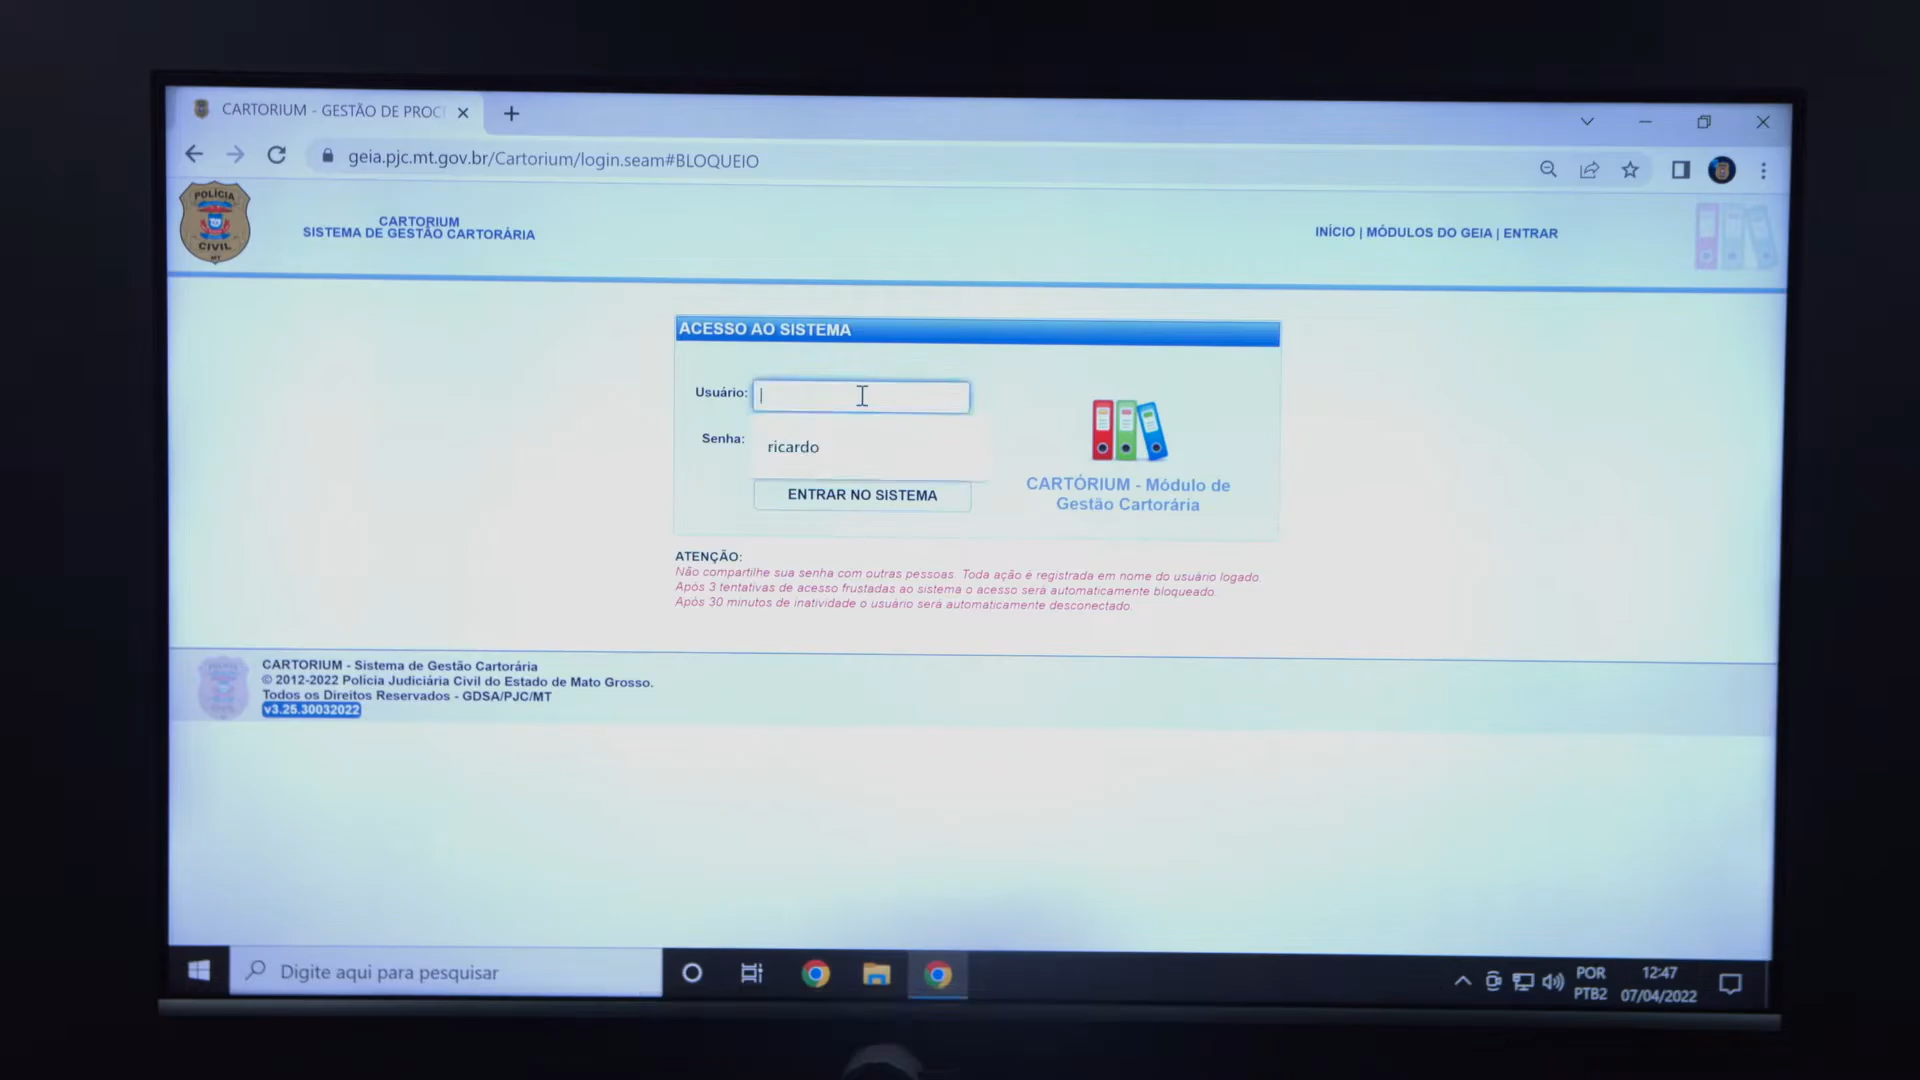 CARTORIUM - GESTÃO DE PROC
geia.pjc.mt.gov.br/Cartorium/login.seam#BLOQUEIO
POLÍCIA
CIVIL
MT
CARTORIUM
SISTEMA DE GESTÃO CARTORÁRIA
INÍCIO | MÓDULOS DO GEIA | ENTRAR
ACESSO AO SISTEMA
Usuário:
Senha:
ricardo
ENTRAR NO SISTEMA
CARTÓRIUM - Módulo de
Gestão Cartorária
ATENÇÃO:
Não compartilhe sua senha com outras pessoas. Toda ação é registrada em nome do usuário logado.
Após 3 tentativas de acesso frustadas ao sistema o acesso será automaticamente bloqueado.
Após 30 minutos de inatividade o usuário será automaticamente desconectado.
CARTORIUM - Sistema de Gestão Cartorária
© 2012-2022 Polícia Judiciária Civil do Estado de Mato Grosso.
Todos os Direitos Reservados - GDSA/PJC/MT
v3.25.30032022
Digite aqui para pesquisar
POR
PTB2
12:47
07/04/2022